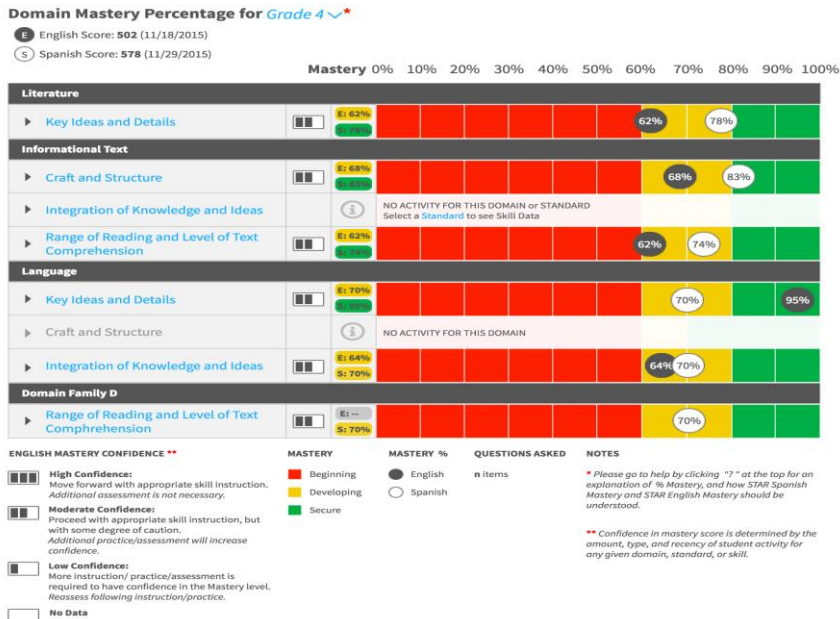 Domain Mastery Percentage for Grade 4 *
E English Score: 502 (11/18/2015)
S Spanish Score: 578 (11/29/2015)
Mastery 0% 10% 20% 30% 40% 50% 60% 70% 80% 90% 100%
Literature
Key Ideas and Details E: 62% 62% 78%
S: 78%
Informational Text
Craft and Structure E: 68% 68% 83%
S: 83%
Integration of Knowledge and Ideas i NO ACTIVITY FOR THIS DOMAIN or STANDARD
Select a Standard to see Skill Data
Range of Reading and Level of Text E: 62% 62% 74%
Comprehension S: 74%
Language
Key Ideas and Details E: 70% 70% 95%
S: 95%
Craft and Structure i NO ACTIVITY FOR THIS DOMAIN
Integration of Knowledge and Ideas E: 64% 64% 70%
S: 70%
Domain Family D
Range of Reading and Level of Text E: -- 70%
Comphrehension S: 70%
ENGLISH MASTERY CONFIDENCE **
High Confidence:
Move forward with appropriate skill instruction.
Additional assessment is not necessary.
Moderate Confidence:
Proceed with appropriate skill instruction, but
with some degree of caution.
Additional practice/assessment will increase
confidence.
Low Confidence:
More instruction/ practice/assessment is
required to have confidence in the Mastery level.
Reassess following instruction/practice.
No Data
MASTERY
Beginning
Developing
Secure
MASTERY %
English
Spanish
QUESTIONS ASKED
n items
NOTES
* Please go to help by clicking "?" at the top for an
explanation of % Mastery, and how STAR Spanish
Mastery and STAR English Mastery should be
understood.
** Confidence in mastery score is determined by the
amount, type, and recency of student activity for
any given domain, standard, or skill.